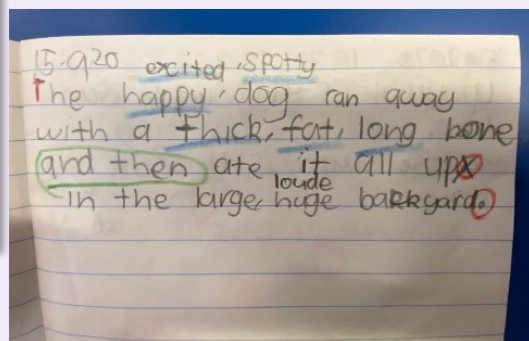 15.9.20 excited, spotty
The happy, dog ran away
with a thick, fat, long bone
and then ate it all up
loude
in the large, huge backyard.